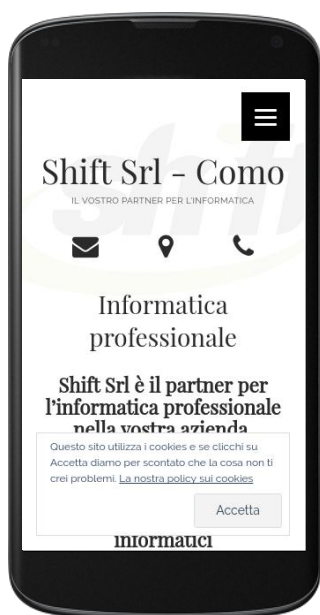 shift
Shift Srl - Como
IL VOSTRO PARTNER PER L'INFORMATICA
Informatica
professionale
Shift Srl è il partner per
l'informatica professionale
nella vostra azienda
Questo sito utilizza i cookies e se clicchi su
Accetta diamo per scontato che la cosa non ti
crei problemi. La nostra policy sui cookies
Accetta
informatici